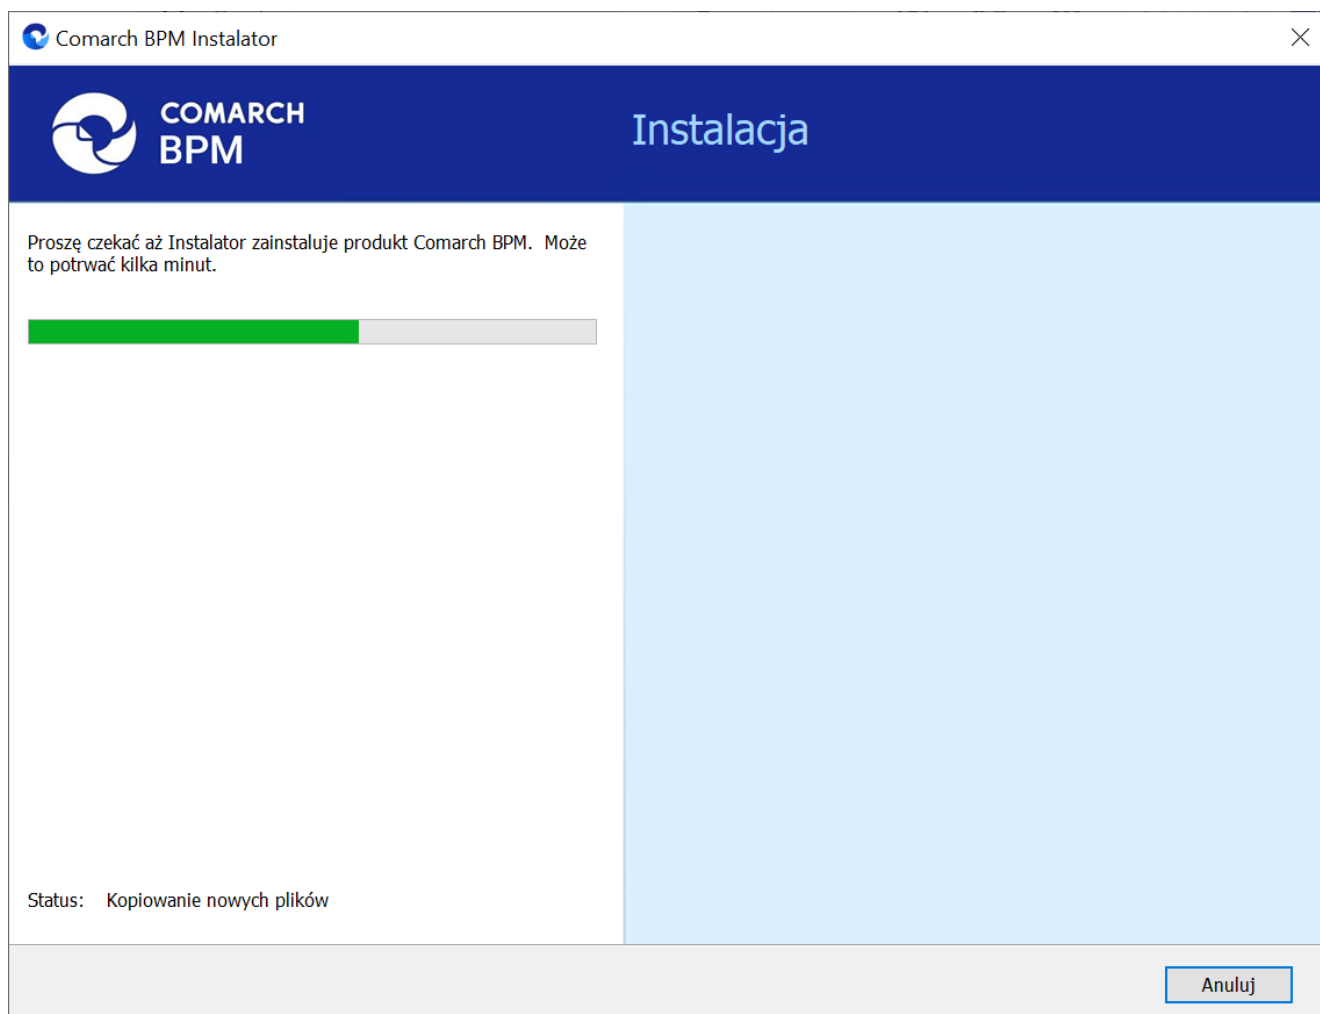 Comarch BPM Instalator
COMARCH
BPM
Instalacja
Proszę czekać aż Instalator zainstaluje produkt Comarch BPM.  Może
to potrwać kilka minut.
Status:   Kopiowanie nowych plików
Anuluj